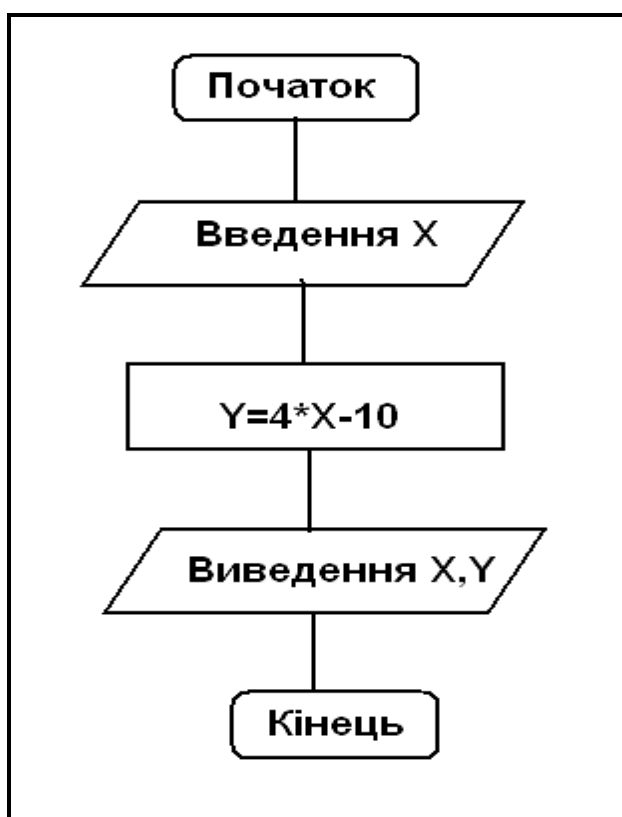 Початок
Введення X
Y=4*X-10
Виведення X,Y
Кінець